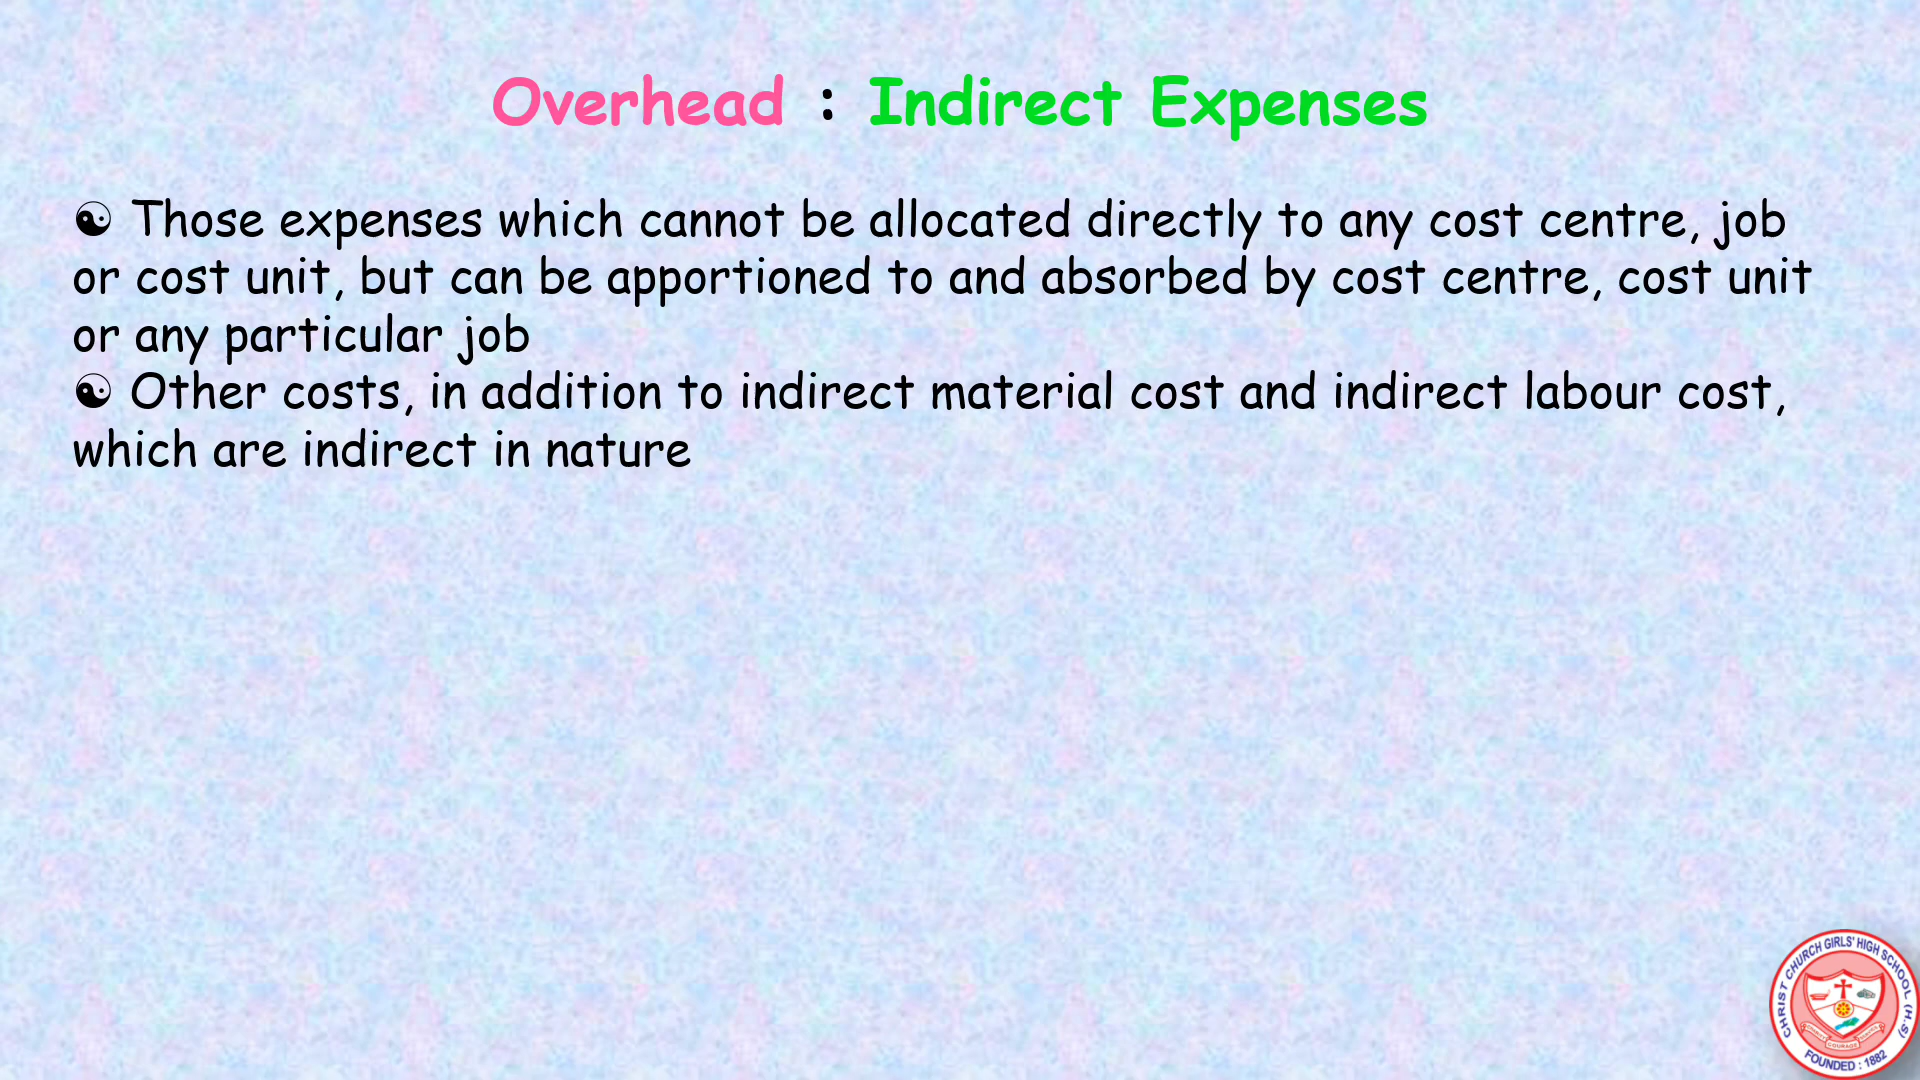 Overhead : Indirect Expenses
☯ Those expenses which cannot be allocated directly to any cost centre, job
or cost unit, but can be apportioned to and absorbed by cost centre, cost unit
or any particular job
☯ Other costs, in addition to indirect material cost and indirect labour cost,
which are indirect in nature
CHRIST CHURCH GIRLS' HIGH SCHOOL (H.S)
COURAGE
FOUNDED : 1882